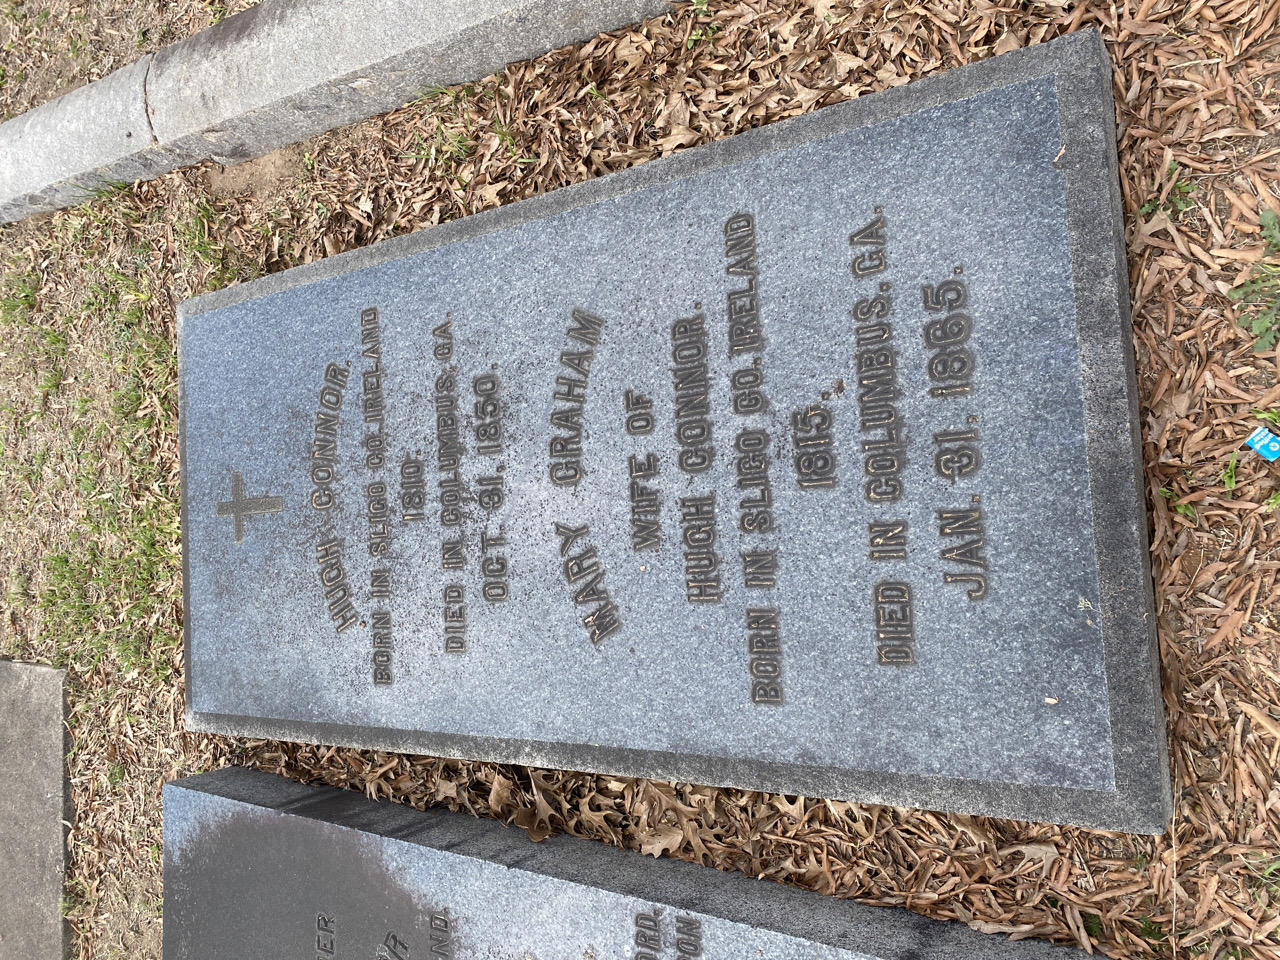 HUGH CONNOR.
BORN IN SLIGO CO. IRELAND
1810.
DIED IN COLUMBUS, GA.
OCT. 31, 1850.
MARY GRAHAM
WIFE OF
HUGH CONNOR.
BORN IN SLIGO CO. IRELAND
1815.
DIED IN COLUMBUS, GA.
JAN. 31, 1865.